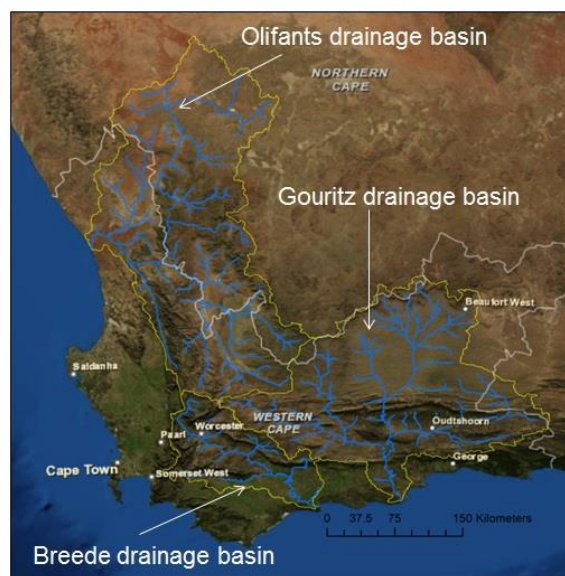 Olifants drainage basin
NORTHERN
CAPE
Gouritz drainage basin
Beaufort West
Saldanha
WESTERN
CAPE
Oudtshoorn
Worcester
Paarl
George
Cape Town
Somerset West
0 37.5 75 150 Kilometers
Breede drainage basin